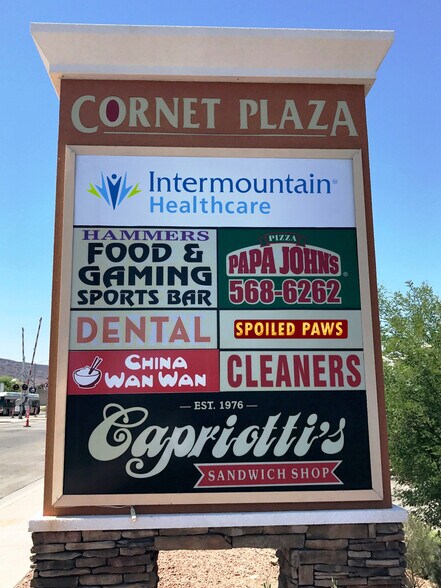 CORNET PLAZA
Intermountain®
Healthcare
HAMMERS
FOOD &
GAMING
SPORTS BAR
PIZZA
PAPA JOHNS
568-6262
DENTAL
SPOILED PAWS
CHINA
WAN WAN
CLEANERS
— EST. 1976 —
Capriotti's
SANDWICH SHOP